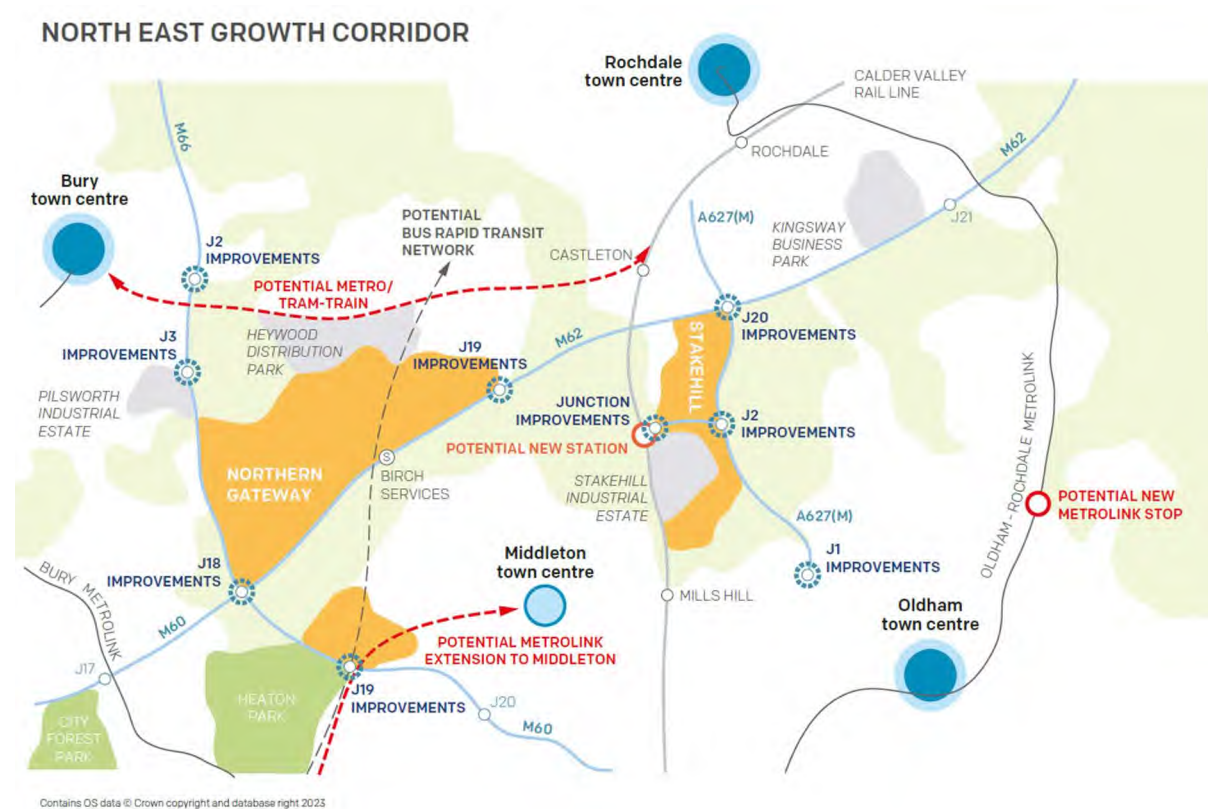 NORTH EAST GROWTH CORRIDOR
Rochdale
town centre
CALDER VALLEY
RAIL LINE
M66
M62
ROCHDALE
Bury
town centre
POTENTIAL
BUS RAPID TRANSIT
NETWORK
A627(M)
KINGSWAY
BUSINESS
PARK
J21
J2
IMPROVEMENTS
CASTLETON
POTENTIAL METRO/
TRAM-TRAIN
J3
IMPROVEMENTS
HEYWOOD
DISTRIBUTION
PARK
J19
IMPROVEMENTS
M62
J20
IMPROVEMENTS
STAKEHILL
PILSWORTH
INDUSTRIAL
ESTATE
JUNCTION
IMPROVEMENTS
J2
IMPROVEMENTS
POTENTIAL NEW STATION
NORTHERN
GATEWAY
S
BIRCH
SERVICES
STAKEHILL
INDUSTRIAL
ESTATE
A627(M)
OLDHAM - ROCHDALE METROLINK
POTENTIAL NEW
METROLINK STOP
J18
IMPROVEMENTS
Middleton
town centre
J1
IMPROVEMENTS
BURY METROLINK
M60
MILLS HILL
Oldham
town centre
POTENTIAL METROLINK
EXTENSION TO MIDDLETON
J17
J19
IMPROVEMENTS
HEATON
PARK
J20
M60
CITY
FOREST
PARK
Contains OS data © Crown copyright and database right 2023